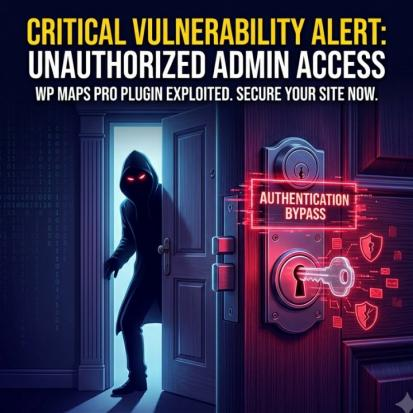 CRITICAL VULNERABILITY ALERT:
UNAUTHORIZED ADMIN ACCESS
WP MAPS PRO PLUGIN EXPLOITED. SECURE YOUR SITE NOW.
AUTHENTICATION
BYPASS